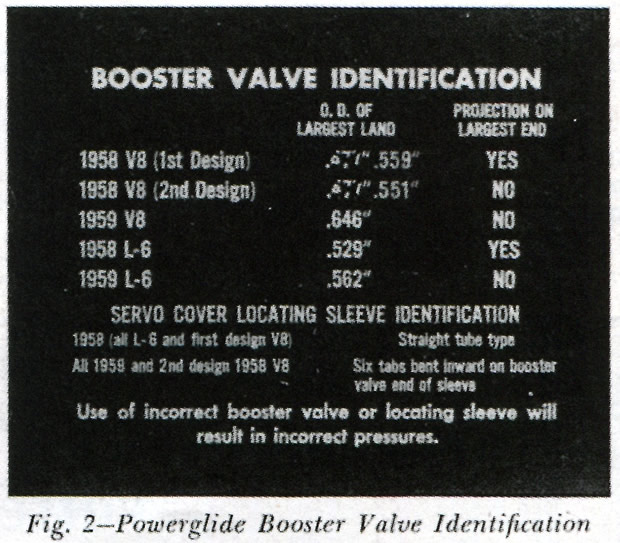 BOOSTER VALVE IDENTIFICATION
O. D. OF LARGEST LAND
PROJECTION ON LARGEST END
1958 V8 (1st Design) .559" YES
1958 V8 (2nd Design) .551" NO
1959 V8 .646" NO
1958 L-6 .529" YES
1959 L-6 .562" NO
SERVO COVER LOCATING SLEEVE IDENTIFICATION
1958 (all L-6 and first design V8) Straight tube type
All 1959 and 2nd design 1958 V8 Six tabs bent inward on booster
valve end of sleeve
Use of incorrect booster valve or locating sleeve will
result in incorrect pressures.
Fig. 2—Powerglide Booster Valve Identification